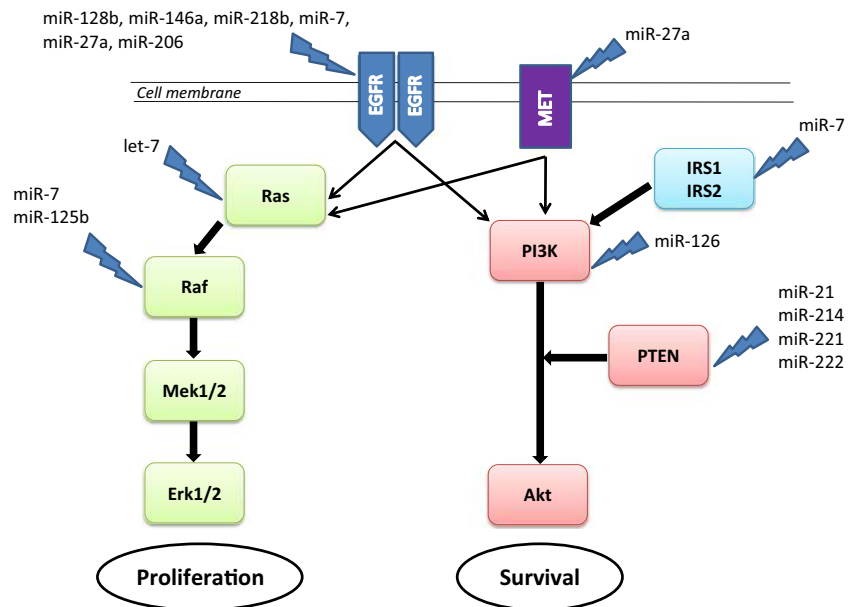 miR-128b, miR-146a, miR-218b, miR-7,
miR-27a, miR-206
miR-27a
EGFR
EGFR
MET
Cell membrane
let-7
miR-7
IRS1
IRS2
Ras
miR-7
miR-125b
PI3K
miR-126
Raf
miR-21
miR-214
miR-221
miR-222
PTEN
Mek1/2
Erk1/2
Akt
Proliferation
Survival